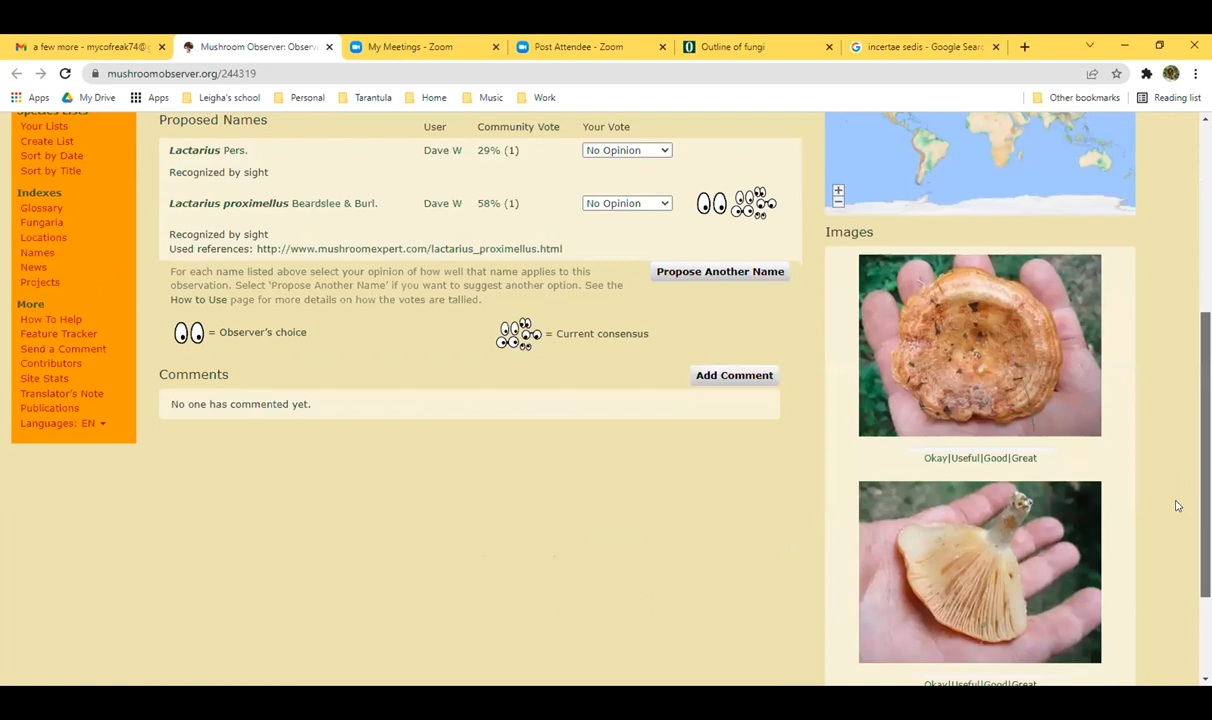 a few more - mycofreak74@g
Mushroom Observer: Observa
My Meetings - Zoom
Post Attendee - Zoom
Outline of fungi
incertae sedis - Google Searc
mushroomobserver.org/244319
Apps
My Drive
Apps
Leigha's school
Personal
Tarantula
Home
Music
Work
Other bookmarks
Reading list
Species Lists
Your Lists
Create List
Sort by Date
Sort by Title
Indexes
Glossary
Fungaria
Locations
Names
News
Projects
More
How To Help
Feature Tracker
Send a Comment
Contributors
Site Stats
Translator's Note
Publications
Languages: EN
Proposed Names
User
Community Vote
Your Vote
Lactarius Pers.
Dave W
29% (1)
No Opinion
Recognized by sight
Lactarius proximellus Beardslee & Burl.
Dave W
58% (1)
No Opinion
Recognized by sight
Used references: http://www.mushroomexpert.com/lactarius_proximellus.html
For each name listed above select your opinion of how well that name applies to this
observation. Select 'Propose Another Name' if you want to suggest another option. See the
How to Use page for more details on how the votes are tallied.
Propose Another Name
= Observer's choice
= Current consensus
Comments
Add Comment
No one has commented yet.
Images
Okay|Useful|Good|Great
Okay|Useful|Good|Great